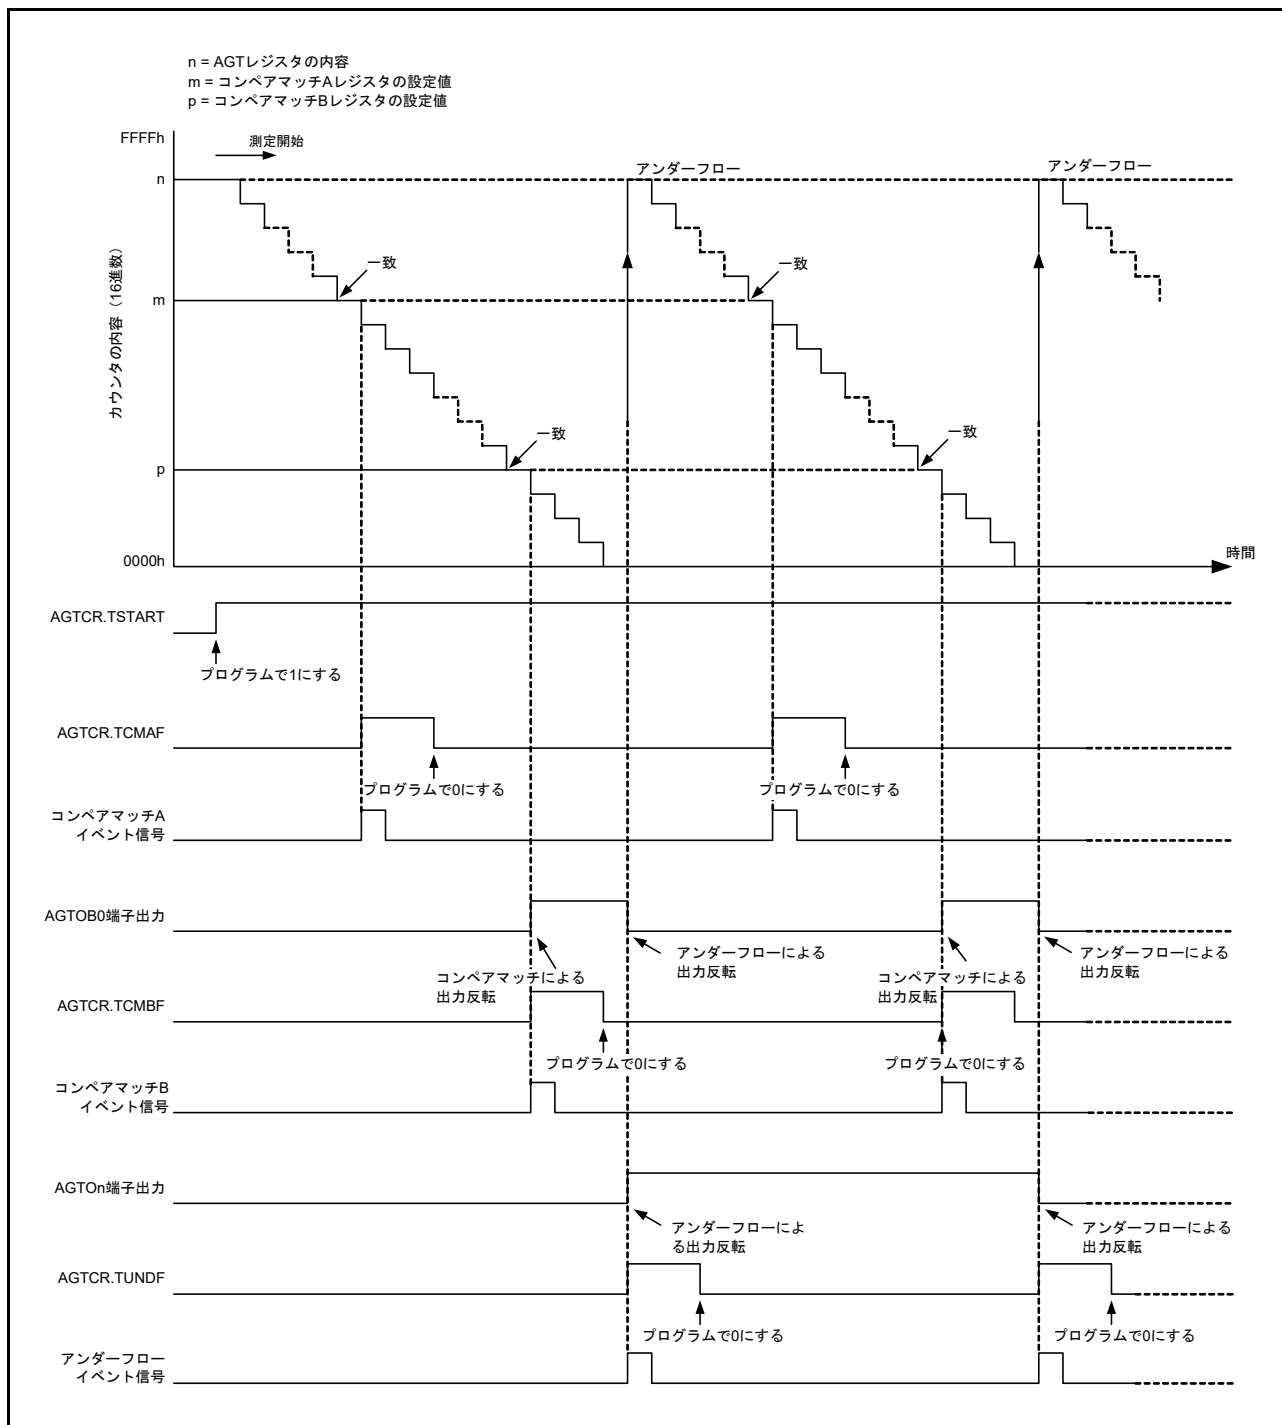 n = AGTレジスタの内容
m = コンペアマッチAレジスタの設定値
p = コンペアマッチBレジスタの設定値
FFFFh
測定開始
n
アンダーフロー
アンダーフロー
一致
一致
m
カウンタの内容（16進数）
一致
一致
p
0000h
時間
AGTCR.TSTART
プログラムで1にする
AGTCR.TCMAF
プログラムで0にする
プログラムで0にする
コンペアマッチA
イベント信号
AGTOB0端子出力
コンペアマッチによる
出力反転
アンダーフローによる
出力反転
コンペアマッチによる
出力反転
アンダーフローによる
出力反転
AGTCR.TCMBF
プログラムで0にする
プログラムで0にする
コンペアマッチB
イベント信号
AGTOn端子出力
アンダーフローによ
る出力反転
アンダーフローによる
出力反転
AGTCR.TUNDF
プログラムで0にする
プログラムで0にする
アンダーフロー
イベント信号